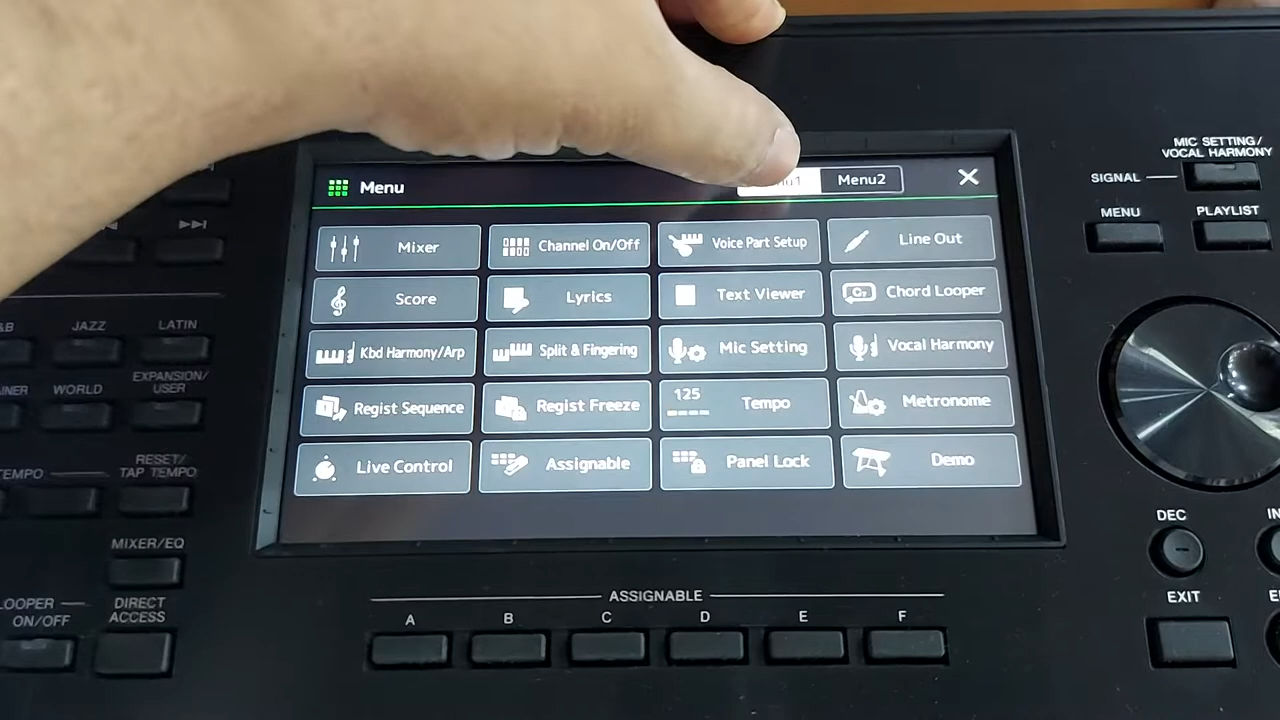 MIC SETTING/
VOCAL HARMONY
SIGNAL
MENU
PLAYLIST
Menu
Menu2
Mixer
Channel On/Off
Voice Part Setup
Line Out
Score
Lyrics
Text Viewer
Chord Looper
Kbd Harmony/Arp
Split & Fingering
Mic Setting
Vocal Harmony
Regist Sequence
Regist Freeze
125
Tempo
Metronome
Live Control
Assignable
Panel Lock
Demo
JAZZ
LATIN
WORLD
EXPANSION/
USER
RESET/
TAP TEMPO
MIXER/EQ
LOOPER
ON/OFF
DIRECT
ACCESS
ASSIGNABLE
A
B
C
D
E
F
DEC
EXIT